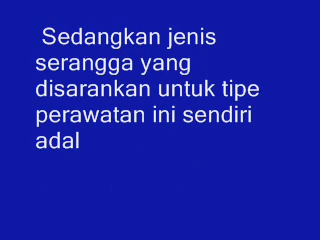 Sedangkan jenis
serangga yang
disarankan untuk tipe
perawatan ini sendiri
adal